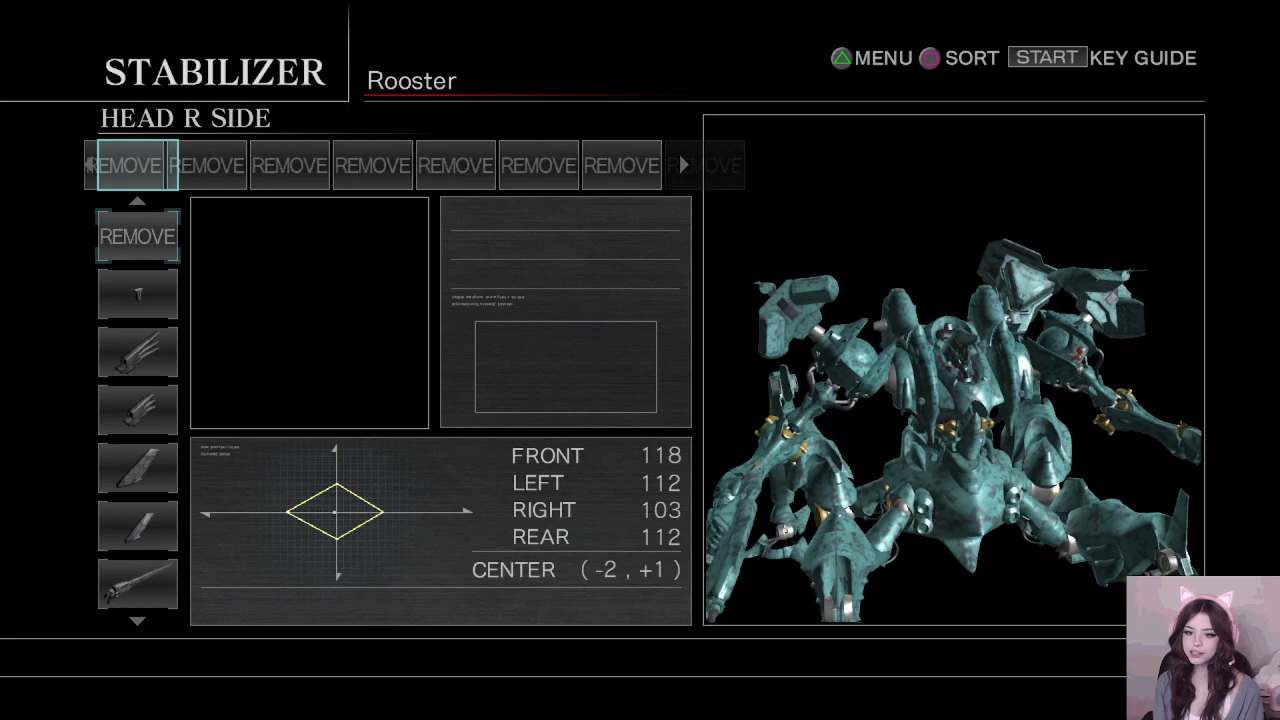 STABILIZER
Rooster
MENU SORT START KEY GUIDE
HEAD R SIDE
REMOVE REMOVE REMOVE REMOVE REMOVE REMOVE REMOVE
REMOVE
FRONT 118
LEFT 112
RIGHT 103
REAR 112
CENTER (-2, +1)